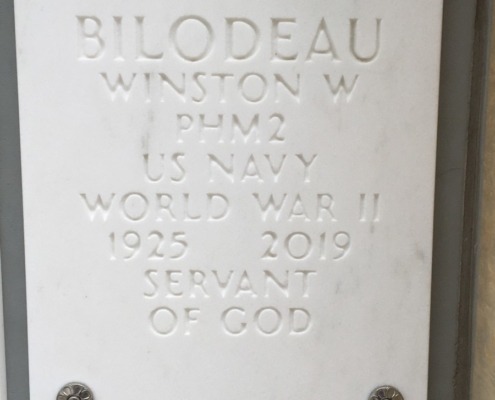 BILODEAU
WINSTON W
PHM2
US NAVY
WORLD WAR II
1925 2019
SERVANT
OF GOD